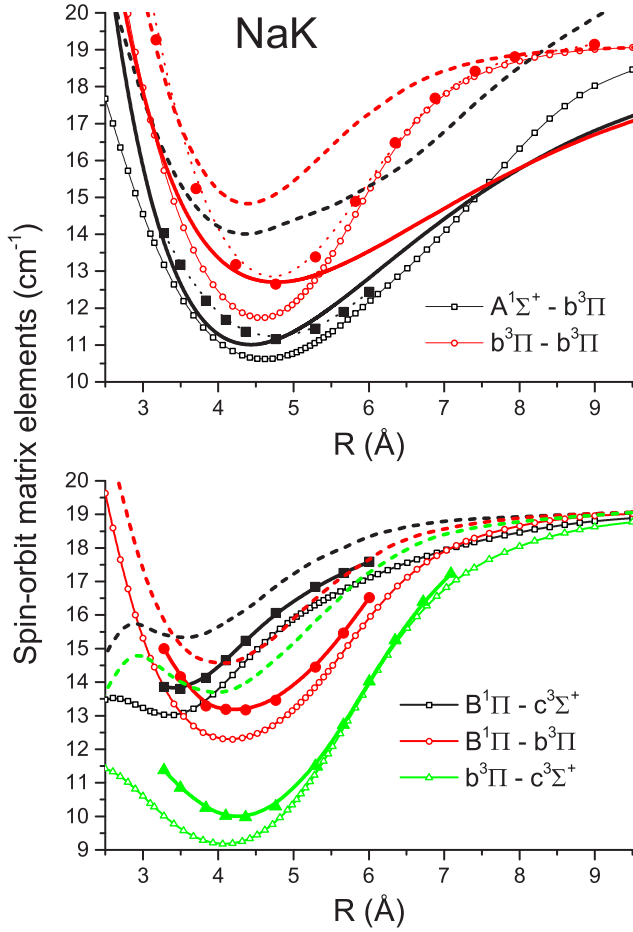 NaK
20
19
18
17
16
15
14
13
12
11
10
3 4 5 6 7 8 9
R (Å)
A¹Σ⁺ - b³Π
b³Π - b³Π
Spin-orbit matrix elements (cm⁻¹)
20
19
18
17
16
15
14
13
12
11
10
9
3 4 5 6 7 8 9
R (Å)
B¹Π - c³Σ⁺
B¹Π - b³Π
b³Π - c³Σ⁺